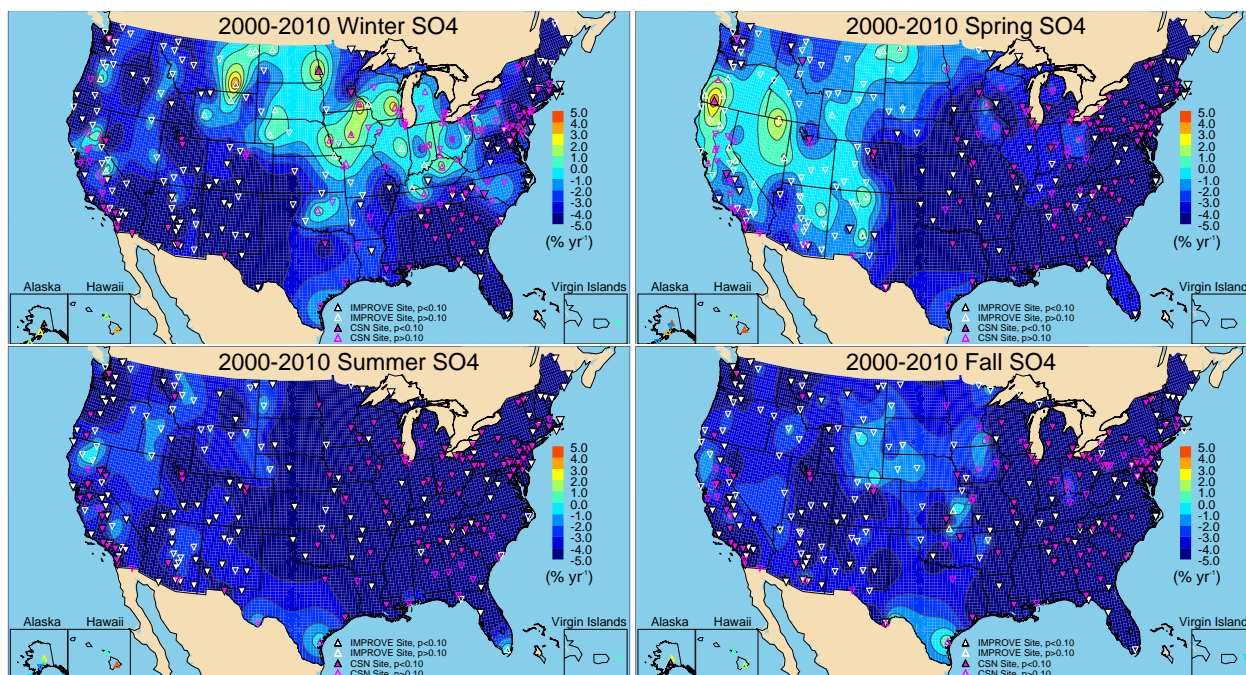 2000-2010 Winter SO4
5.0
4.0
3.0
2.0
1.0
0.0
-1.0
-2.0
-3.0
-4.0
-5.0
(% yr⁻¹)
Alaska
Hawaii
Virgin Islands
IMPROVE Site, p<0.10
IMPROVE Site, p>0.10
CSN Site, p<0.10
CSN Site, p>0.10
2000-2010 Spring SO4
5.0
4.0
3.0
2.0
1.0
0.0
-1.0
-2.0
-3.0
-4.0
-5.0
(% yr⁻¹)
Alaska
Hawaii
Virgin Islands
IMPROVE Site, p<0.10
IMPROVE Site, p>0.10
CSN Site, p<0.10
CSN Site, p>0.10
2000-2010 Summer SO4
5.0
4.0
3.0
2.0
1.0
0.0
-1.0
-2.0
-3.0
-4.0
-5.0
(% yr⁻¹)
Alaska
Hawaii
Virgin Islands
IMPROVE Site, p<0.10
IMPROVE Site, p>0.10
CSN Site, p<0.10
CSN Site, p>0.10
2000-2010 Fall SO4
5.0
4.0
3.0
2.0
1.0
0.0
-1.0
-2.0
-3.0
-4.0
-5.0
(% yr⁻¹)
Alaska
Hawaii
Virgin Islands
IMPROVE Site, p<0.10
IMPROVE Site, p>0.10
CSN Site, p<0.10
CSN Site, p>0.10